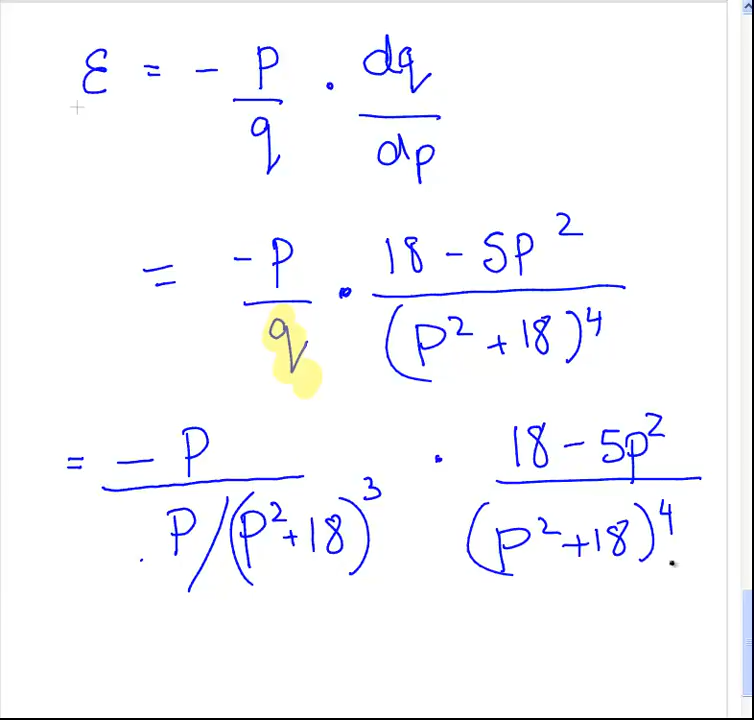 ε = - p/q · dq/dp
= -p/q · 18 - 5p²/(p² + 18)⁴
= - p/p/(p² + 18)³ · 18 - 5p²/(p² + 18)⁴